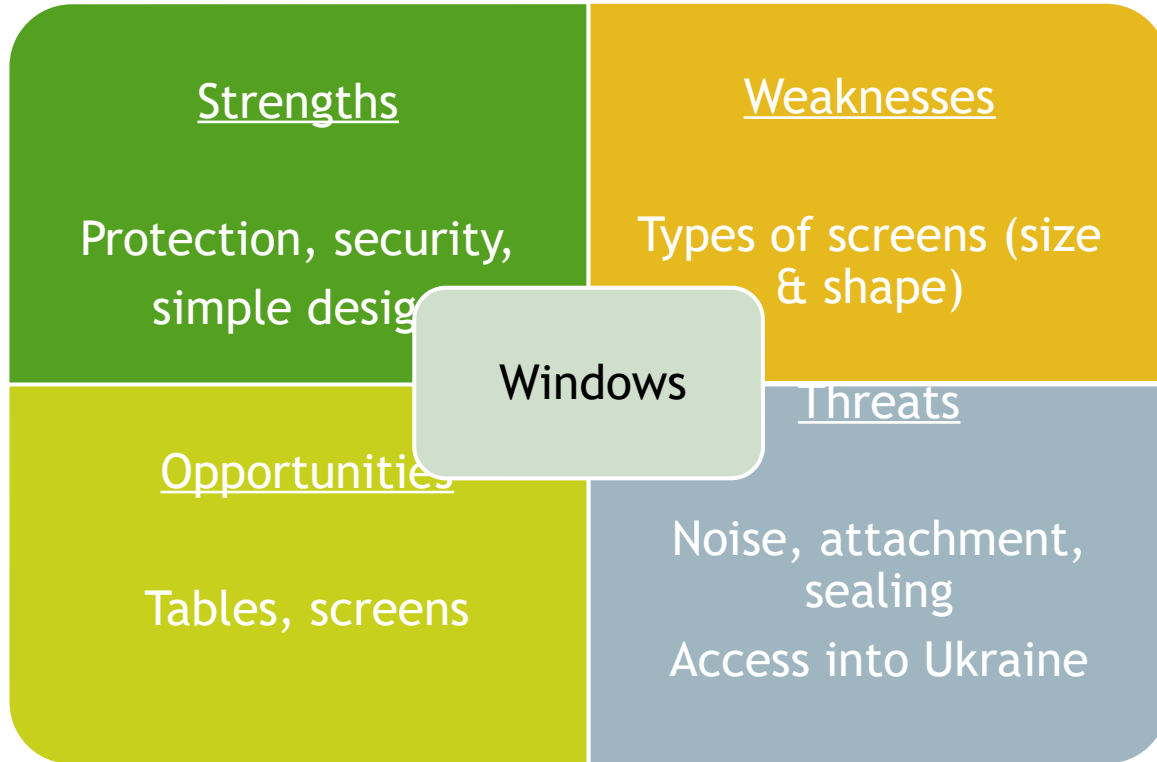 Strengths
Protection, security,
simple desig
Weaknesses
Types of screens (size
& shape)
Windows
Opportunities
Tables, screens
Threats
Noise, attachment,
sealing
Access into Ukraine